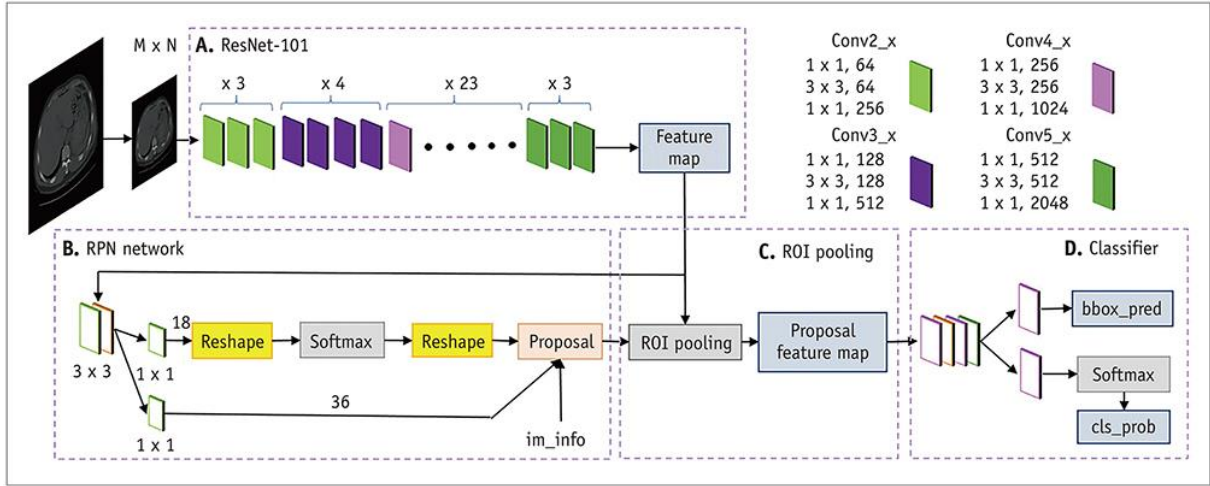 M x N
A. ResNet-101
x 3
x 4
x 23
x 3
Feature
map
Conv2_x
1 x 1, 64
3 x 3, 64
1 x 1, 256
Conv4_x
1 x 1, 256
3 x 3, 256
1 x 1, 1024
Conv3_x
1 x 1, 128
3 x 3, 128
1 x 1, 512
Conv5_x
1 x 1, 512
3 x 3, 512
1 x 1, 2048
B. RPN network
3 x 3
1 x 1
18
Reshape
Softmax
Reshape
Proposal
1 x 1
36
im_info
C. ROI pooling
ROI pooling
Proposal
feature map
D. Classifier
bbox_pred
Softmax
cls_prob